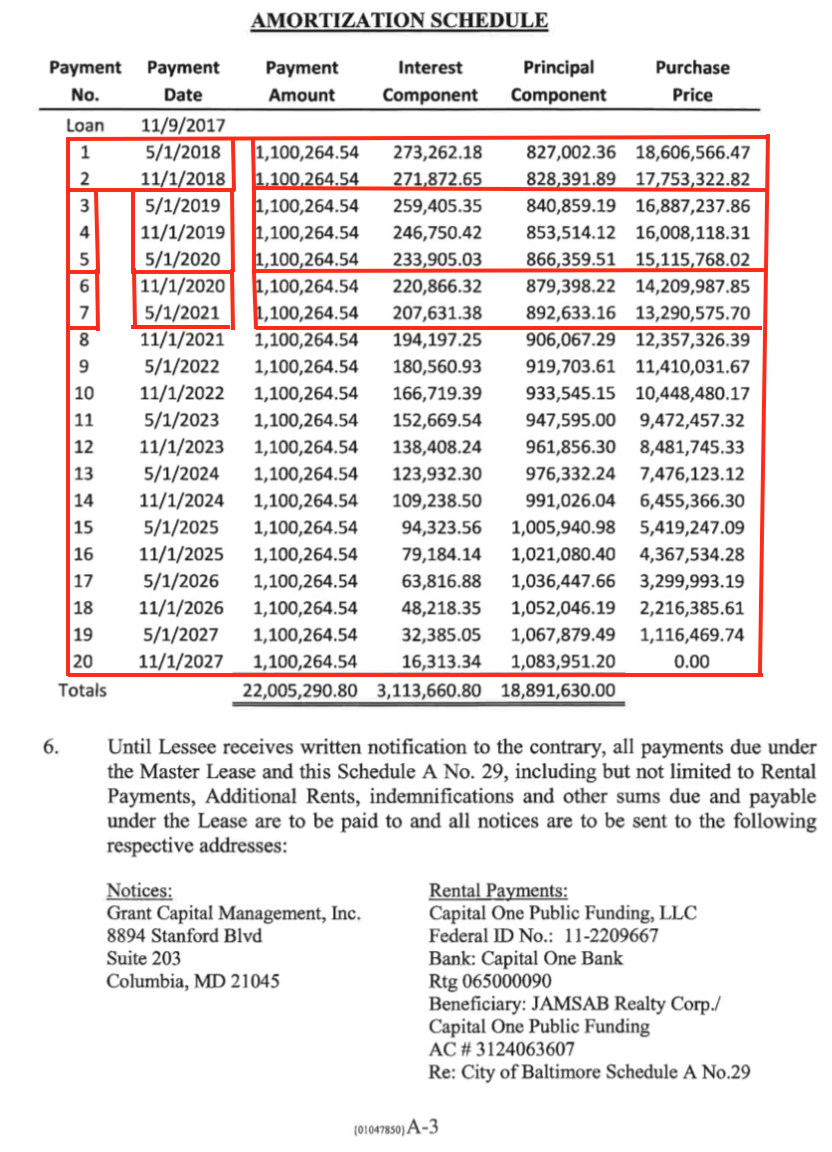 AMORTIZATION SCHEDULE
Payment Payment Payment Interest Principal Purchase
No. Date Amount Component Component Price
Loan 11/9/2017
1 5/1/2018 1,100,264.54 273,262.18 827,002.36 18,606,566.47
2 11/1/2018 1,100,264.54 271,872.65 828,391.89 17,753,322.82
3 5/1/2019 1,100,264.54 259,405.35 840,859.19 16,887,237.86
4 11/1/2019 1,100,264.54 246,750.42 853,514.12 16,008,118.31
5 5/1/2020 1,100,264.54 233,905.03 866,359.51 15,115,768.02
6 11/1/2020 1,100,264.54 220,866.32 879,398.22 14,209,987.85
7 5/1/2021 1,100,264.54 207,631.38 892,633.16 13,290,575.70
8 11/1/2021 1,100,264.54 194,197.25 906,067.29 12,357,326.39
9 5/1/2022 1,100,264.54 180,560.93 919,703.61 11,410,031.67
10 11/1/2022 1,100,264.54 166,719.39 933,545.15 10,448,480.17
11 5/1/2023 1,100,264.54 152,669.54 947,595.00 9,472,457.32
12 11/1/2023 1,100,264.54 138,408.24 961,856.30 8,481,745.33
13 5/1/2024 1,100,264.54 123,932.30 976,332.24 7,476,123.12
14 11/1/2024 1,100,264.54 109,238.50 991,026.04 6,455,366.30
15 5/1/2025 1,100,264.54 94,323.56 1,005,940.98 5,419,247.09
16 11/1/2025 1,100,264.54 79,184.14 1,021,080.40 4,367,534.28
17 5/1/2026 1,100,264.54 63,816.88 1,036,447.66 3,299,993.19
18 11/1/2026 1,100,264.54 48,218.35 1,052,046.19 2,216,385.61
19 5/1/2027 1,100,264.54 32,385.05 1,067,879.49 1,116,469.74
20 11/1/2027 1,100,264.54 16,313.34 1,083,951.20 0.00
Totals 22,005,290.80 3,113,660.80 18,891,630.00
6. Until Lessee receives written notification to the contrary, all payments due under
the Master Lease and this Schedule A No. 29, including but not limited to Rental
Payments, Additional Rents, indemnifications and other sums due and payable
under the Lease are to be paid to and all notices are to be sent to the following
respective addresses:
Notices:
Grant Capital Management, Inc.
8894 Stanford Blvd
Suite 203
Columbia, MD 21045
Rental Payments:
Capital One Public Funding, LLC
Federal ID No.: 11-2209667
Bank: Capital One Bank
Rtg 065000090
Beneficiary: JAMSAB Realty Corp./
Capital One Public Funding
AC # 3124063607
Re: City of Baltimore Schedule A No.29
{01047850}A-3